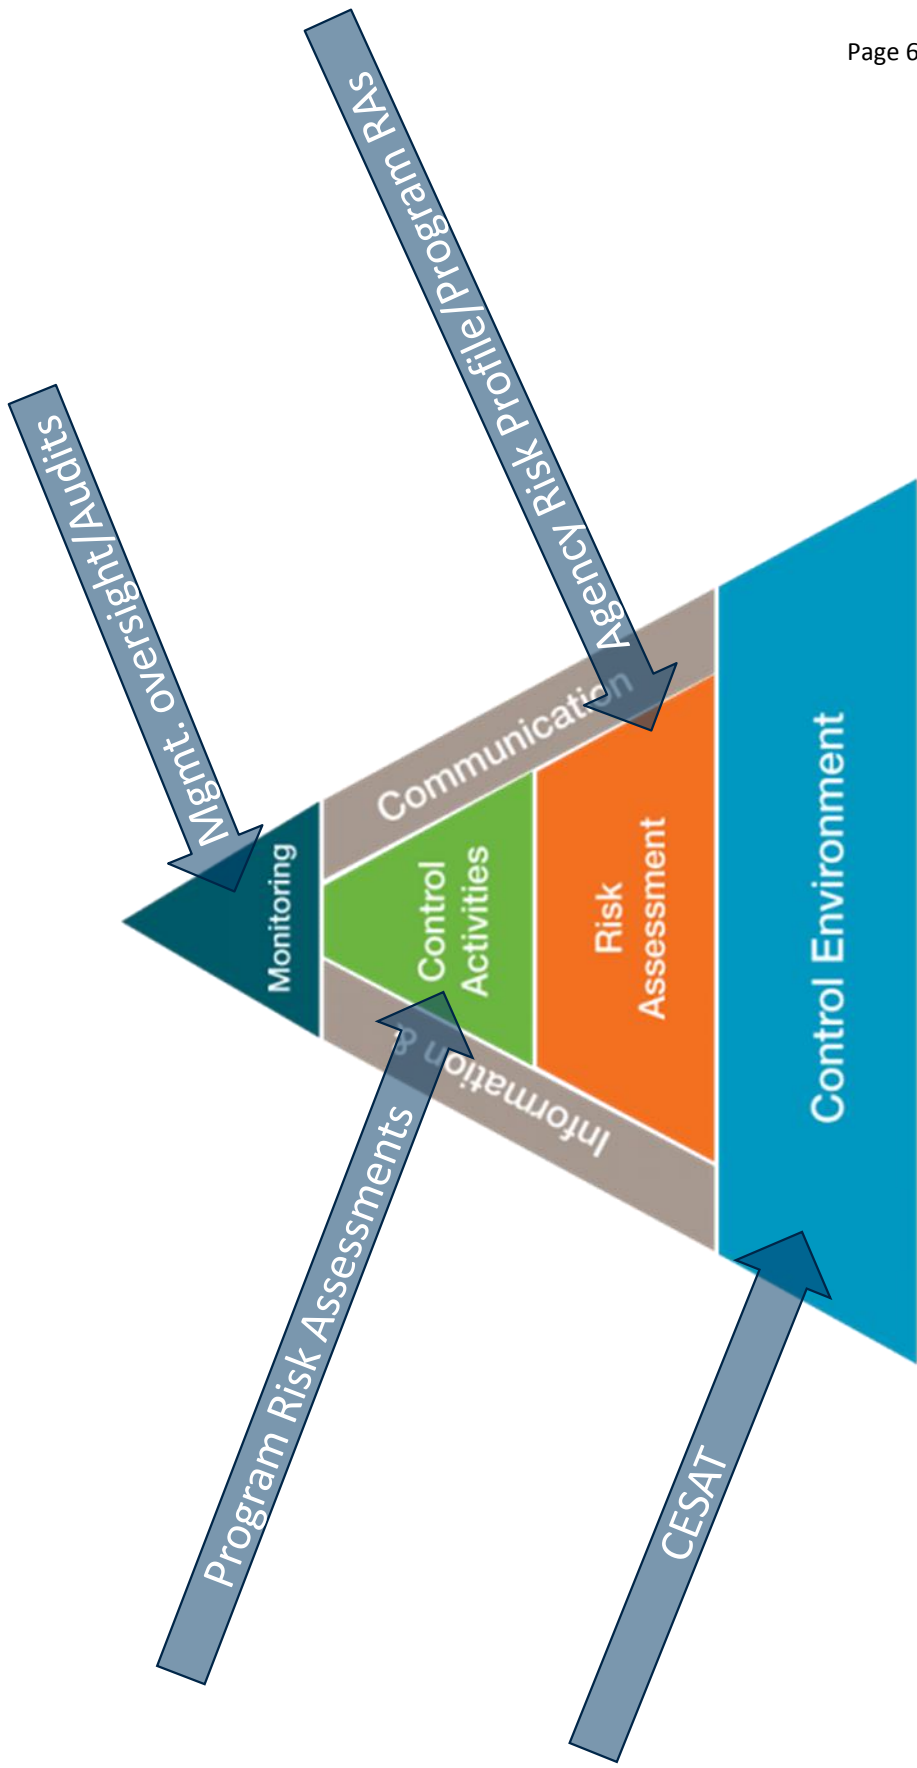 Page 6
Mgmt. oversight/Audits
Agency Risk Profile/Program RAs
Program Risk Assessments
CESAT
Monitoring
Information &
Communication
Control
Activities
Risk
Assessment
Control Environment